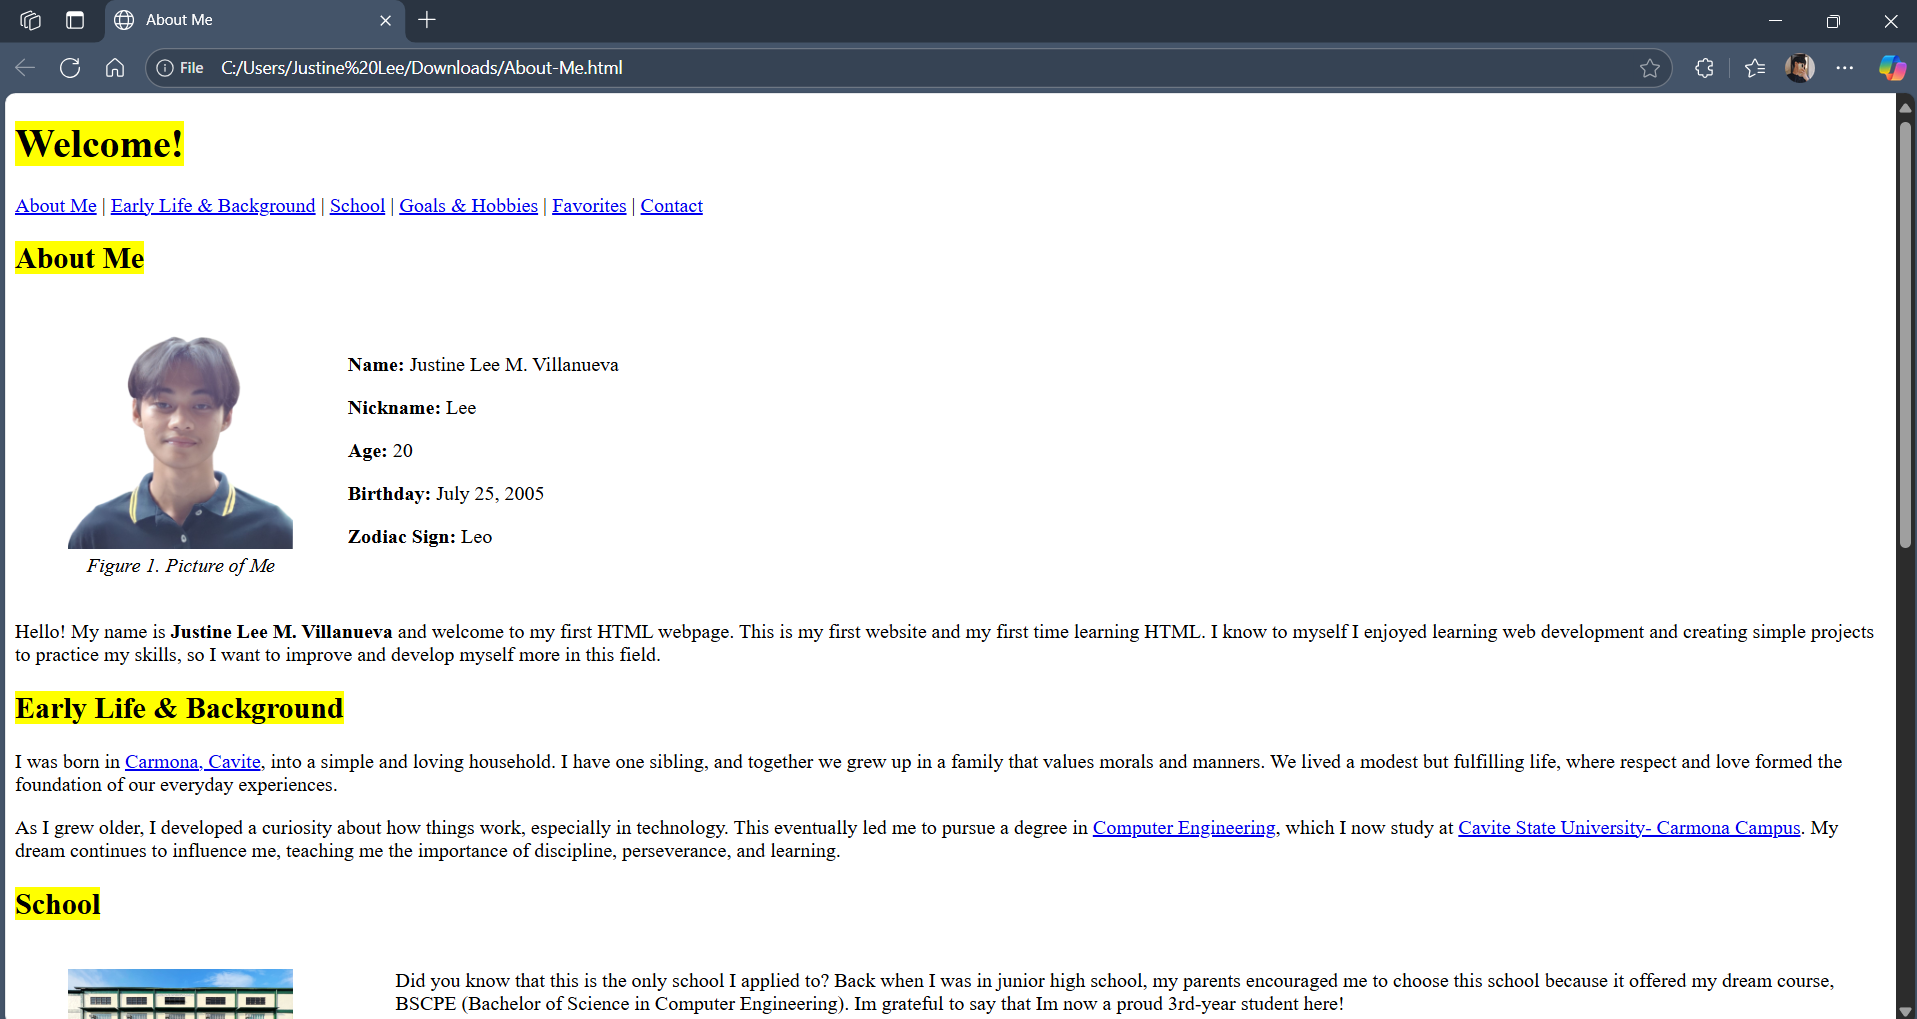 About Me
File C:/Users/Justine%20Lee/Downloads/About-Me.html
Welcome!
About Me | Early Life & Background | School | Goals & Hobbies | Favorites | Contact
About Me
Name: Justine Lee M. Villanueva
Nickname: Lee
Age: 20
Birthday: July 25, 2005
Zodiac Sign: Leo
Figure 1. Picture of Me
Hello! My name is Justine Lee M. Villanueva and welcome to my first HTML webpage. This is my first website and my first time learning HTML. I know to myself I enjoyed learning web development and creating simple projects
to practice my skills, so I want to improve and develop myself more in this field.
Early Life & Background
I was born in Carmona, Cavite, into a simple and loving household. I have one sibling, and together we grew up in a family that values morals and manners. We lived a modest but fulfilling life, where respect and love formed the
foundation of our everyday experiences.
As I grew older, I developed a curiosity about how things work, especially in technology. This eventually led me to pursue a degree in Computer Engineering, which I now study at Cavite State University- Carmona Campus. My
dream continues to influence me, teaching me the importance of discipline, perseverance, and learning.
School
Did you know that this is the only school I applied to? Back when I was in junior high school, my parents encouraged me to choose this school because it offered my dream course,
BSCPE (Bachelor of Science in Computer Engineering). Im grateful to say that Im now a proud 3rd-year student here!